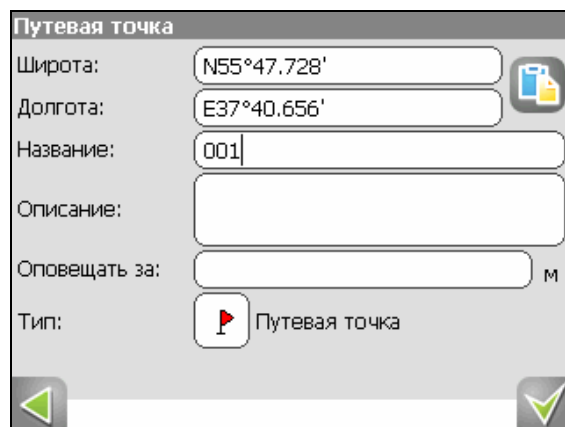 Путевая точка
Широта: N55°47.728'
Долгота: E37°40.656'
Название: 001
Описание:
Оповещать за: м
Тип: Путевая точка